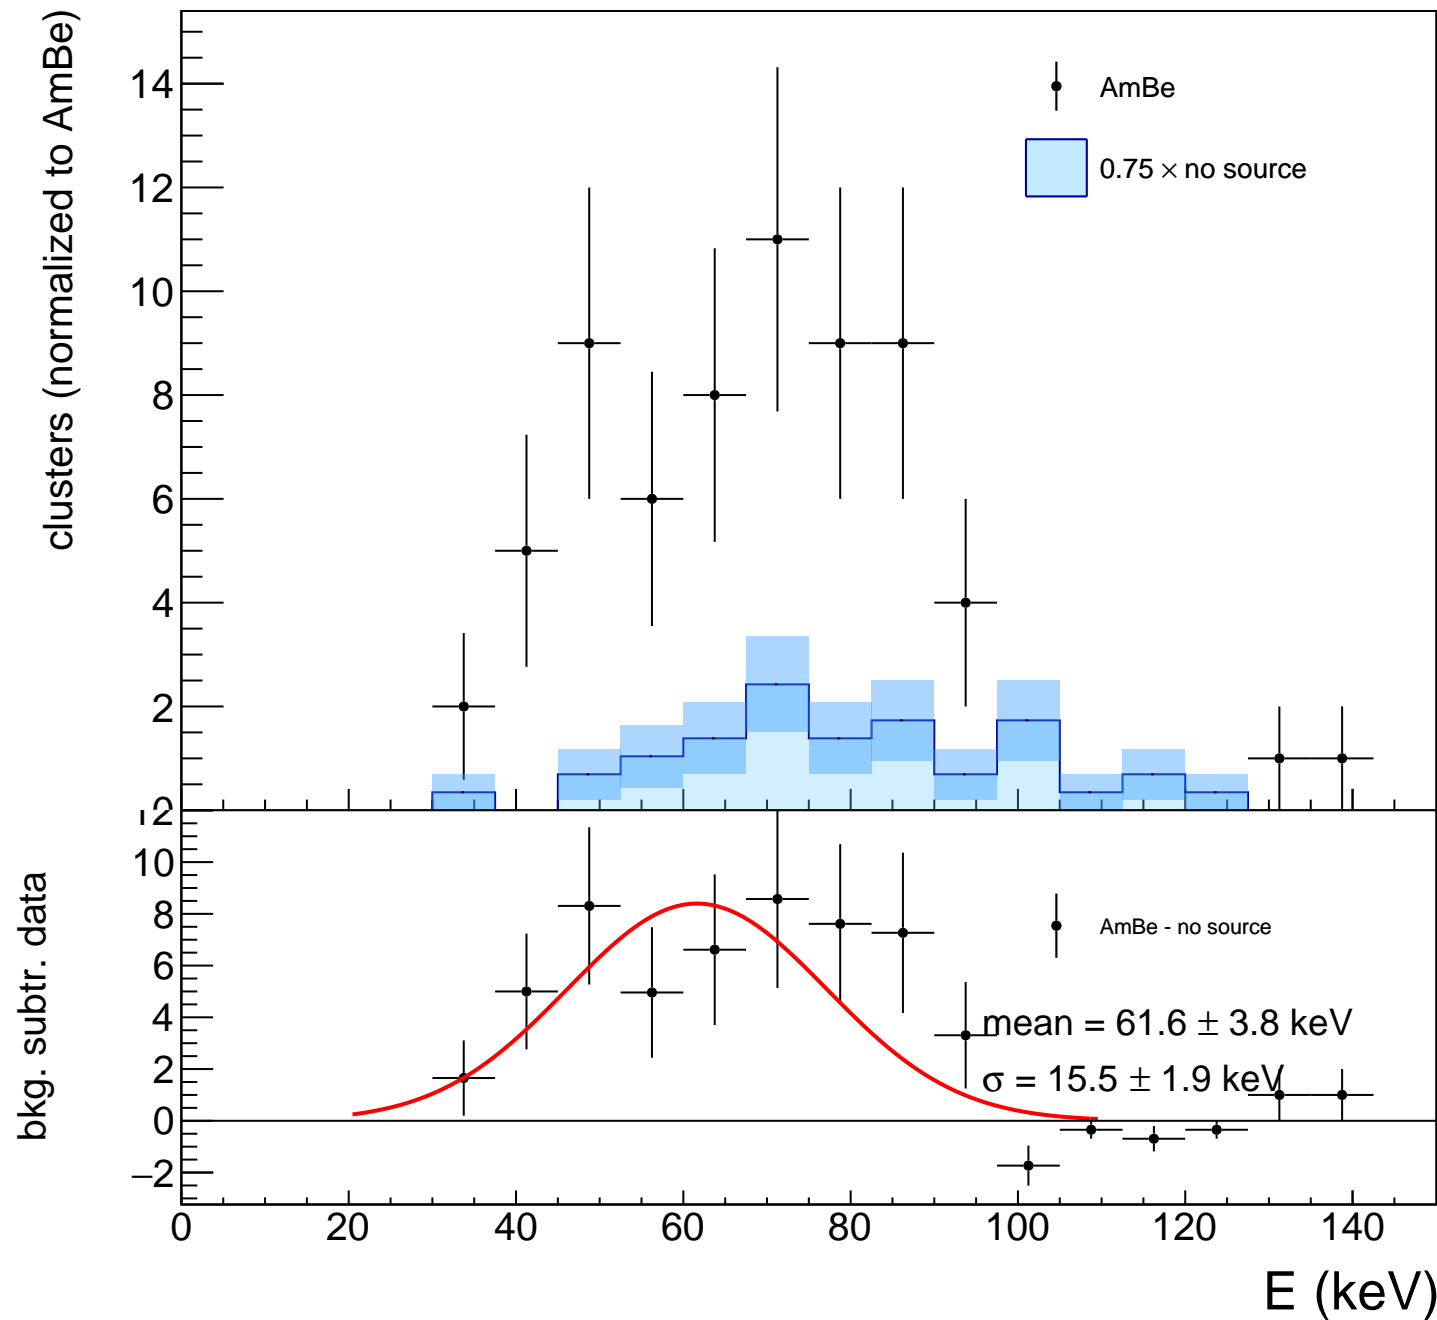 clusters (normalized to AmBe)
14
12
10
8
6
4
2
0
AmBe
0.75 × no source
bkg. subtr. data
12
10
8
6
4
2
0
−2
AmBe - no source
mean = 61.6 ± 3.8 keV
σ = 15.5 ± 1.9 keV
0 20 40 60 80 100 120 140
E (keV)